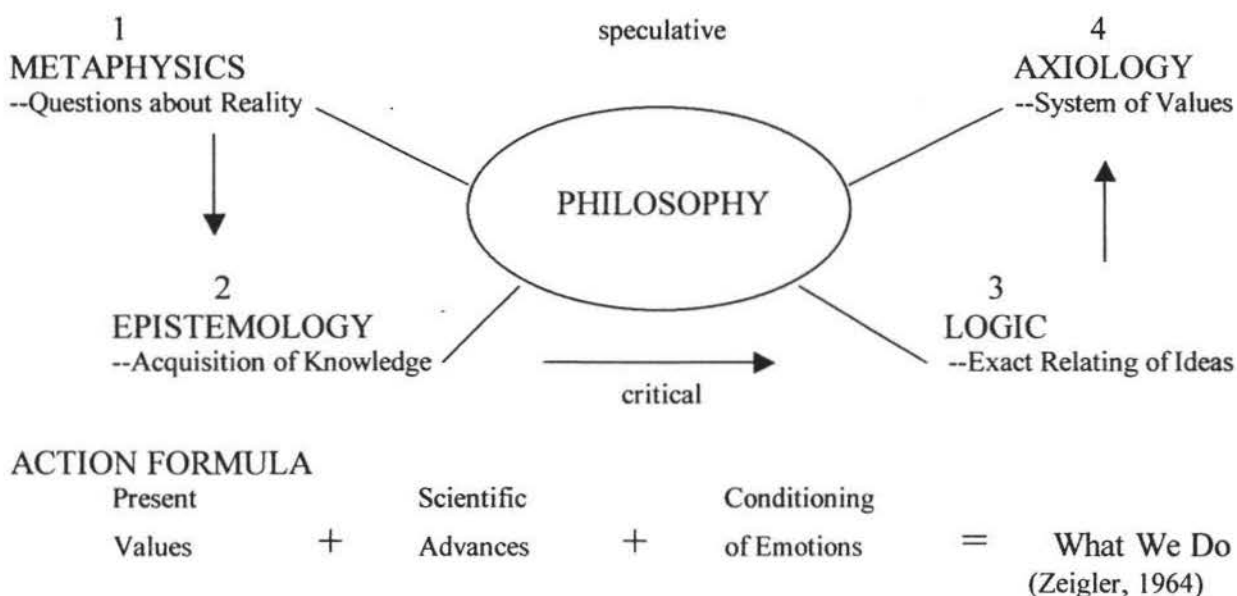 1
METAPHYSICS
--Questions about Reality
speculative
4
AXIOLOGY
--System of Values
PHILOSOPHY
2
EPISTEMOLOGY
--Acquisition of Knowledge
critical
3
LOGIC
--Exact Relating of Ideas
ACTION FORMULA
Present Scientific Conditioning
Values + Advances + of Emotions = What We Do
(Zeigler, 1964)